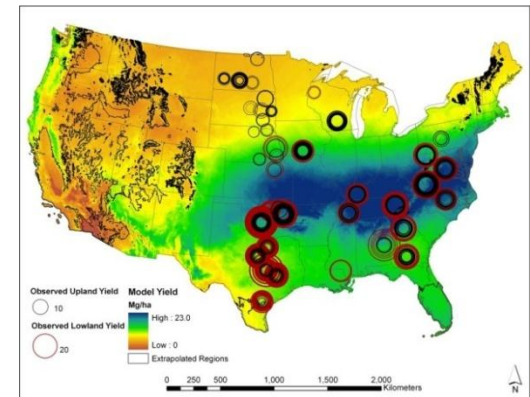 Observed Upland Yield
10
Observed Lowland Yield
20
Model Yield
Mg/ha
High : 23.0
Low : 0
Extrapolated Regions
0 250 500 1,000 1,500 2,000
Kilometers
N